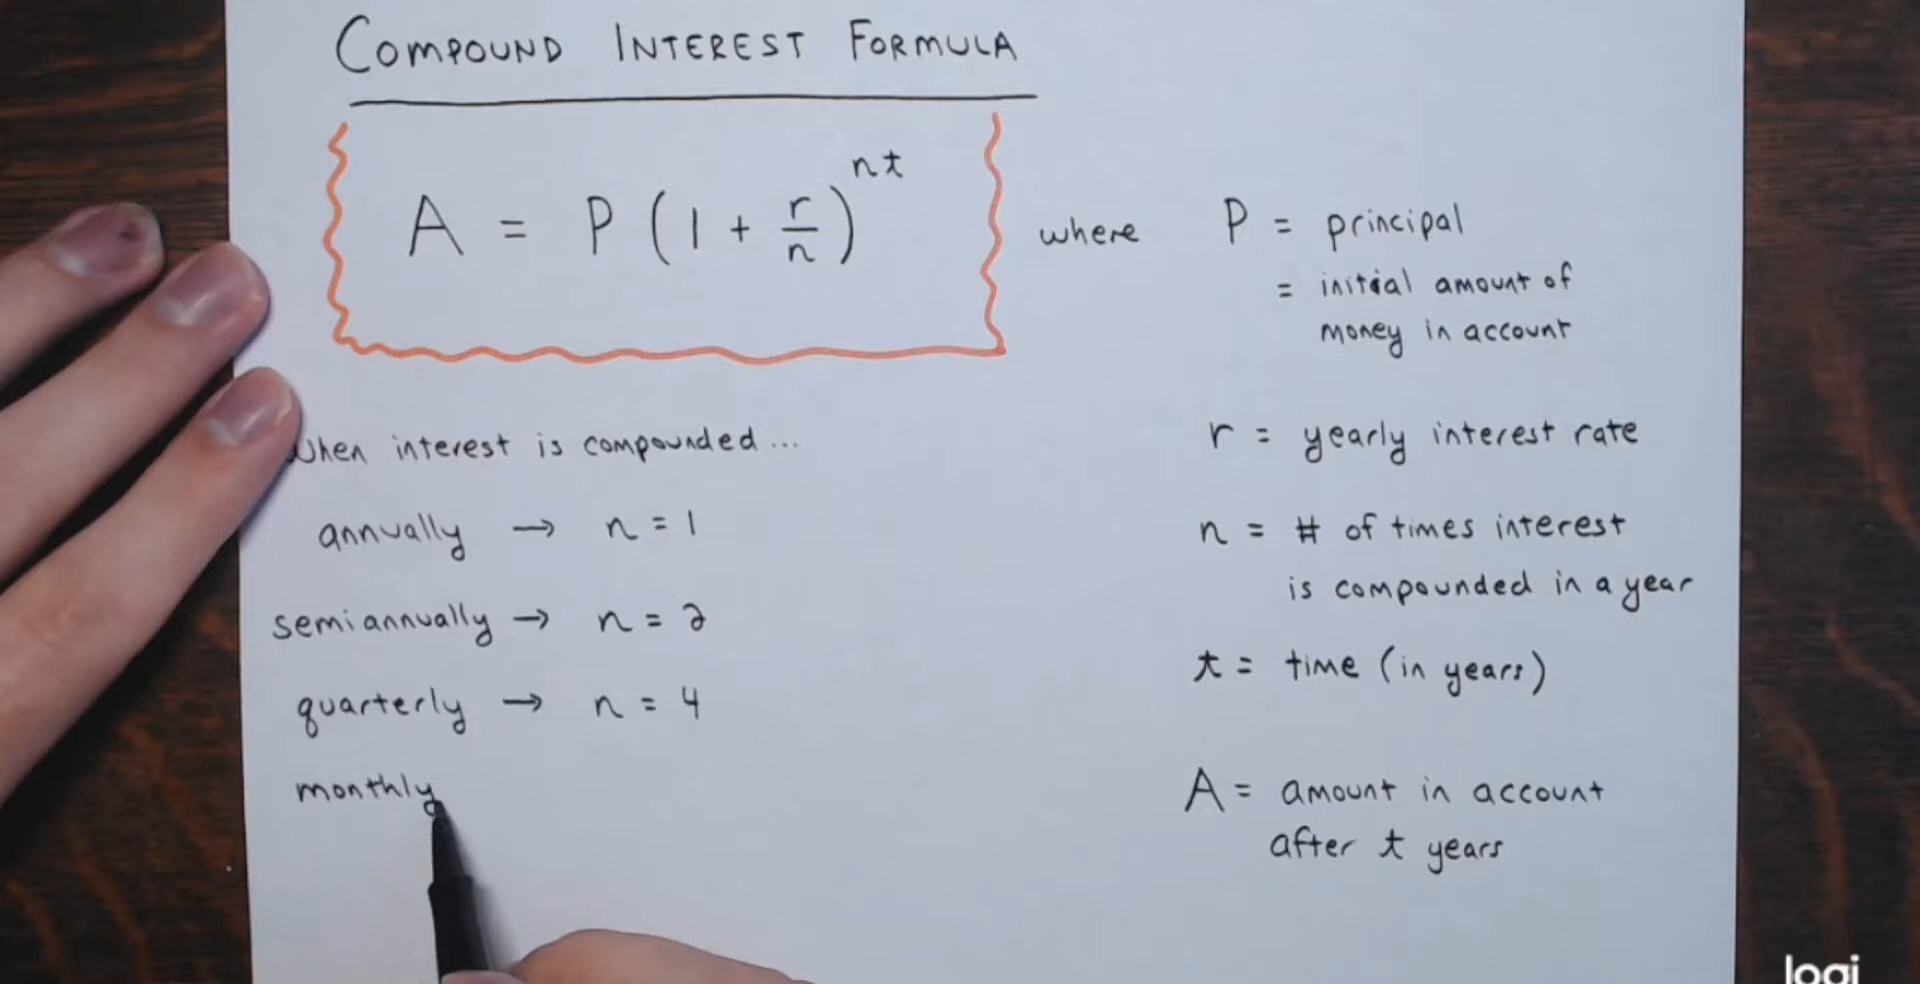 COMPOUND INTEREST FORMULA
A = P (1 + r/n)^nt
where
P = principal
= initial amount of
money in account
r = yearly interest rate
n = # of times interest
is compounded in a year
t = time (in years)
A = amount in account
after t years
When interest is compounded...
annually → n = 1
semiannually → n = 2
quarterly → n = 4
monthly
logi